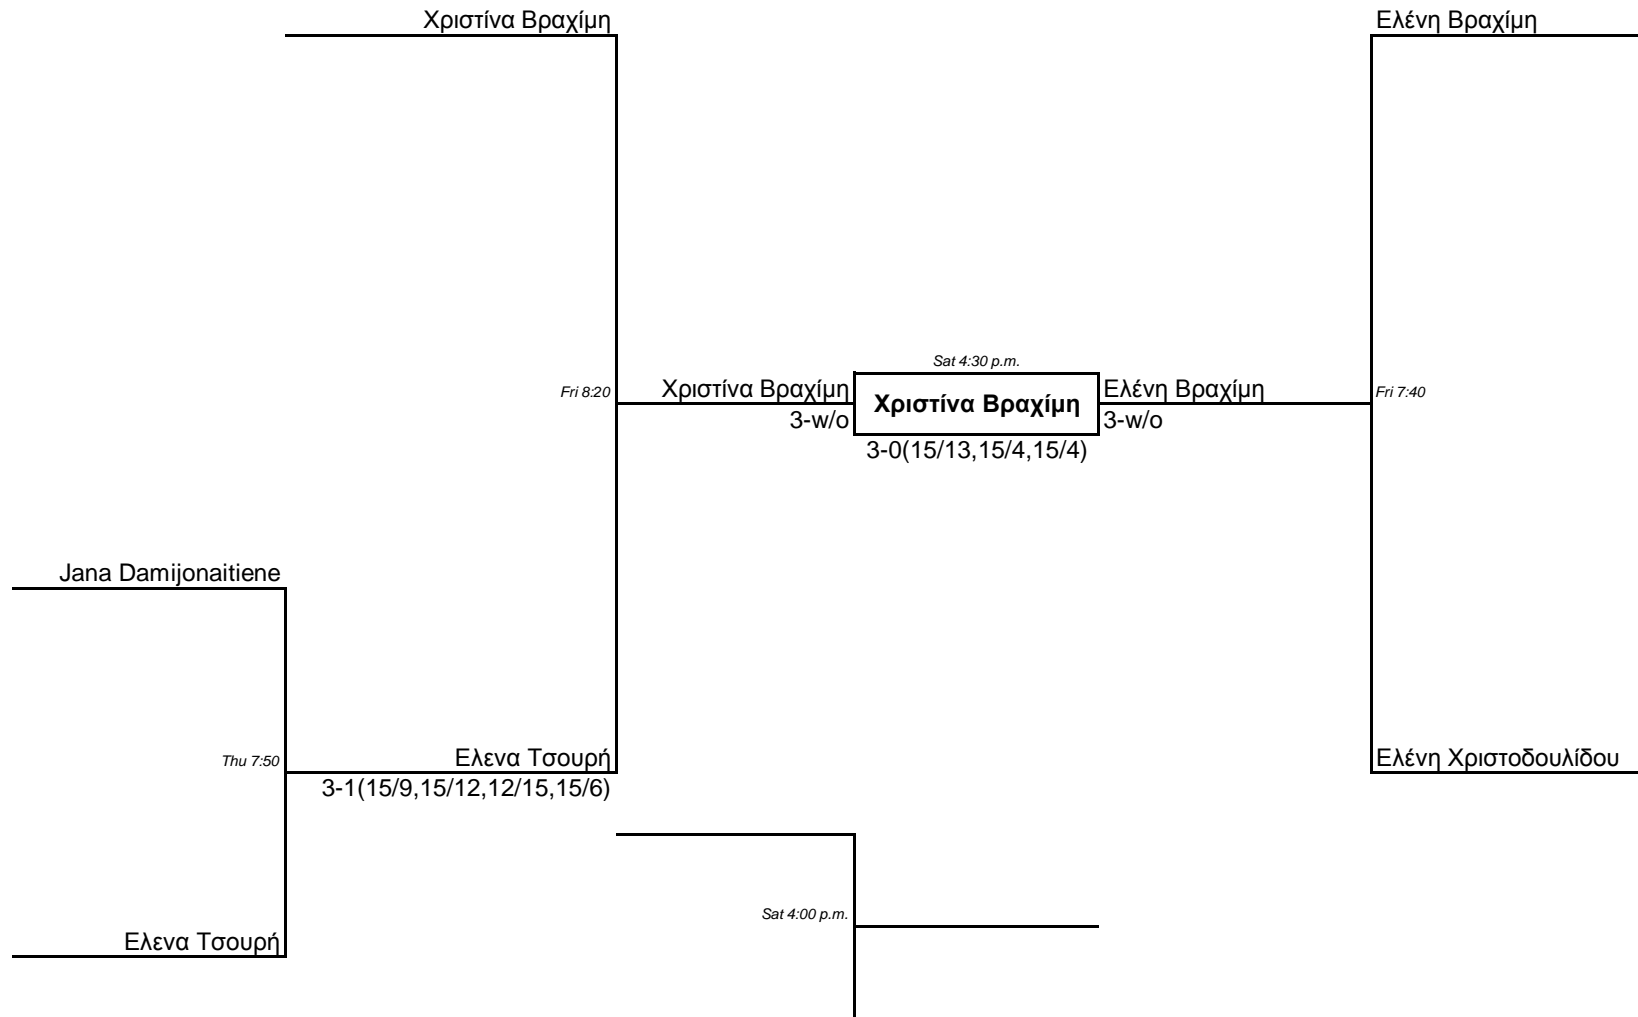 Χριστίνα Βραχίμη
Ελένη Βραχίμη
Sat 4:30 p.m.
Fri 8:20
Χριστίνα Βραχίμη
Χριστίνα Βραχίμη
Ελένη Βραχίμη
Fri 7:40
3-w/o
3-w/o
3-0(15/13,15/4,15/4)
Jana Damijonaitiene
Thu 7:50
Ελενα Τσουρή
Ελένη Χριστοδουλίδου
3-1(15/9,15/12,12/15,15/6)
Sat 4:00 p.m.
Ελενα Τσουρή